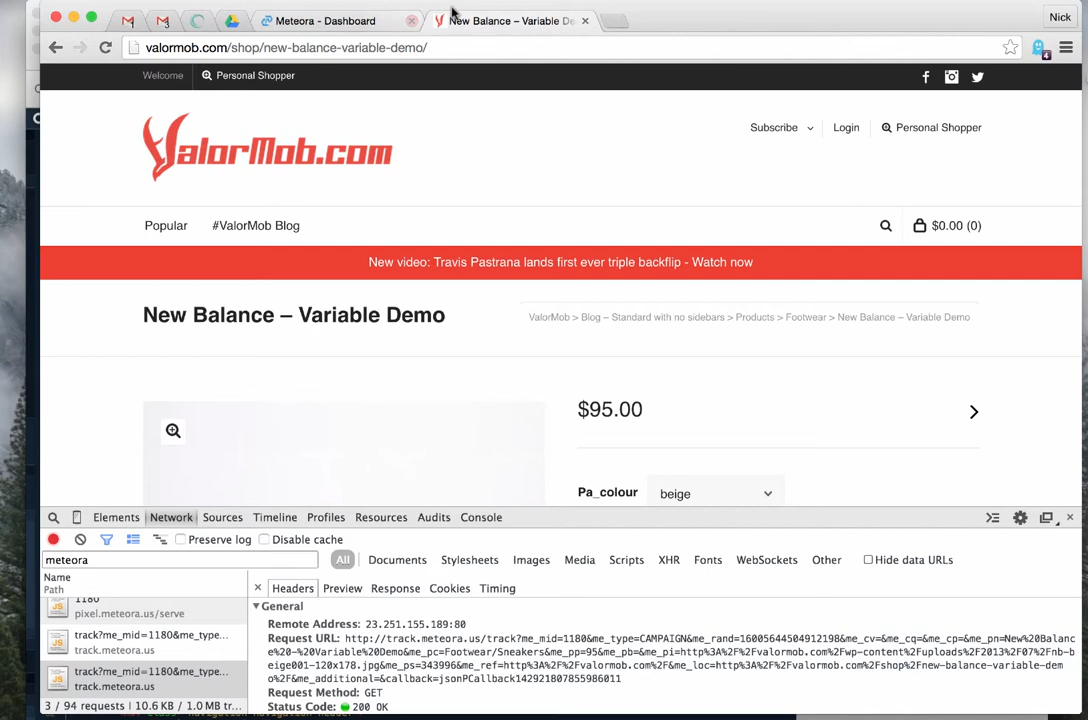 Meteora - Dashboard
New Balance – Variable De
Nick
valormob.com/shop/new-balance-variable-demo/
4
Welcome
Personal Shopper
ValorMob.com
Subscribe
Login
Personal Shopper
Popular
#ValorMob Blog
$0.00 (0)
New video: Travis Pastrana lands first ever triple backflip - Watch now
New Balance – Variable Demo
ValorMob > Blog – Standard with no sidebars > Products > Footwear > New Balance – Variable Demo
$95.00
Pa_colour
beige
Elements Network Sources Timeline Profiles Resources Audits Console
Preserve log
Disable cache
meteora
All Documents Stylesheets Images Media Scripts XHR Fonts WebSockets Other
Hide data URLs
Name
Path
Headers Preview Response Cookies Timing
1180
pixel.meteora.us/serve
track?me_mid=1180&me_type...
track.meteora.us
track?me_mid=1180&me_type...
track.meteora.us
3 / 94 requests | 10.6 KB / 1.0 MB tr...
General
Remote Address: 23.251.155.189:80
Request URL: http://track.meteora.us/track?me_mid=1180&me_type=CAMPAIGN&me_rand=16005644504912198&me_cv=&me_cq=&me_cp=&me_pn=New%20Balanc
e%20-%20Variable%20Demo&me_pc=Footwear/Sneakers&me_pp=95&me_pb=&me_pi=http%3A%2F%2Fvalormob.com%2Fwp-content%2Fuploads%2F2013%2F07%2Fnb-b
eige001-120x178.jpg&me_ps=343996&me_ref=http%3A%2F%2Fvalormob.com%2F&me_loc=http%3A%2F%2Fvalormob.com%2Fshop%2Fnew-balance-variable-dem
o%2F&me_additional=&callback=jsonPCallback142921807855986011
Request Method: GET
Status Code: 200 OK